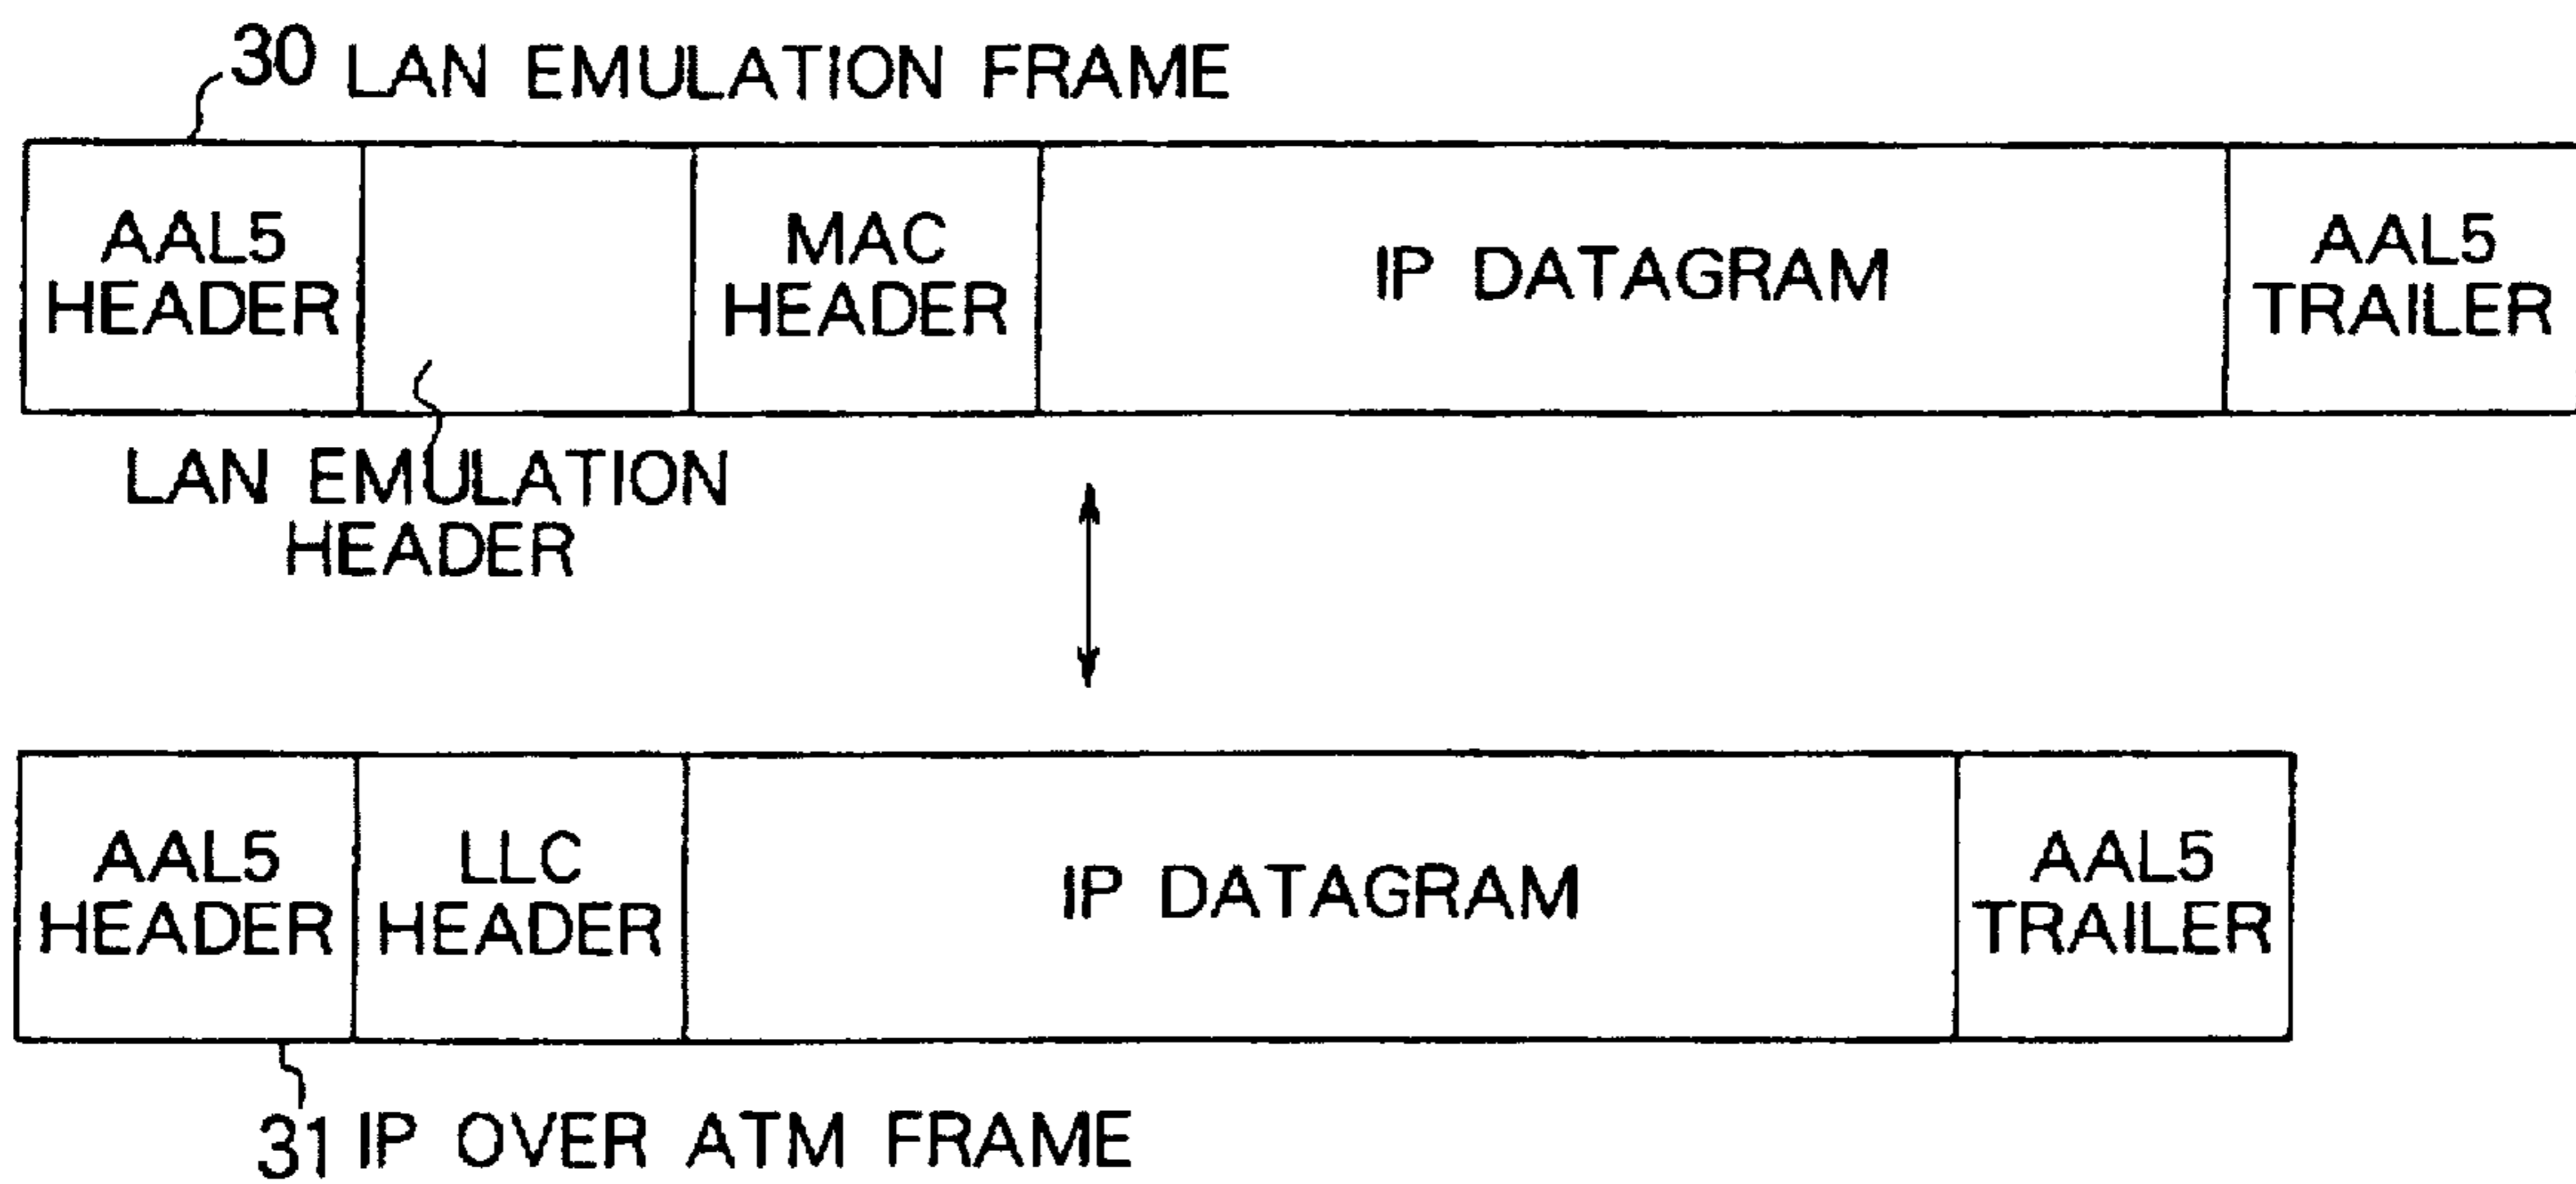 30 LAN EMULATION FRAME
AAL5
HEADER
MAC
HEADER
IP DATAGRAM
AAL5
TRAILER
LAN EMULATION
HEADER
AAL5
HEADER
LLC
HEADER
IP DATAGRAM
AAL5
TRAILER
31 IP OVER ATM FRAME